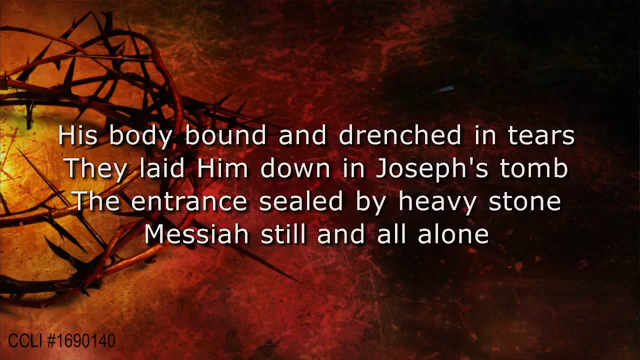 His body bound and drenched in tears
They laid Him down in Joseph's tomb
The entrance sealed by heavy stone
Messiah still and all alone
CCLI #1690140